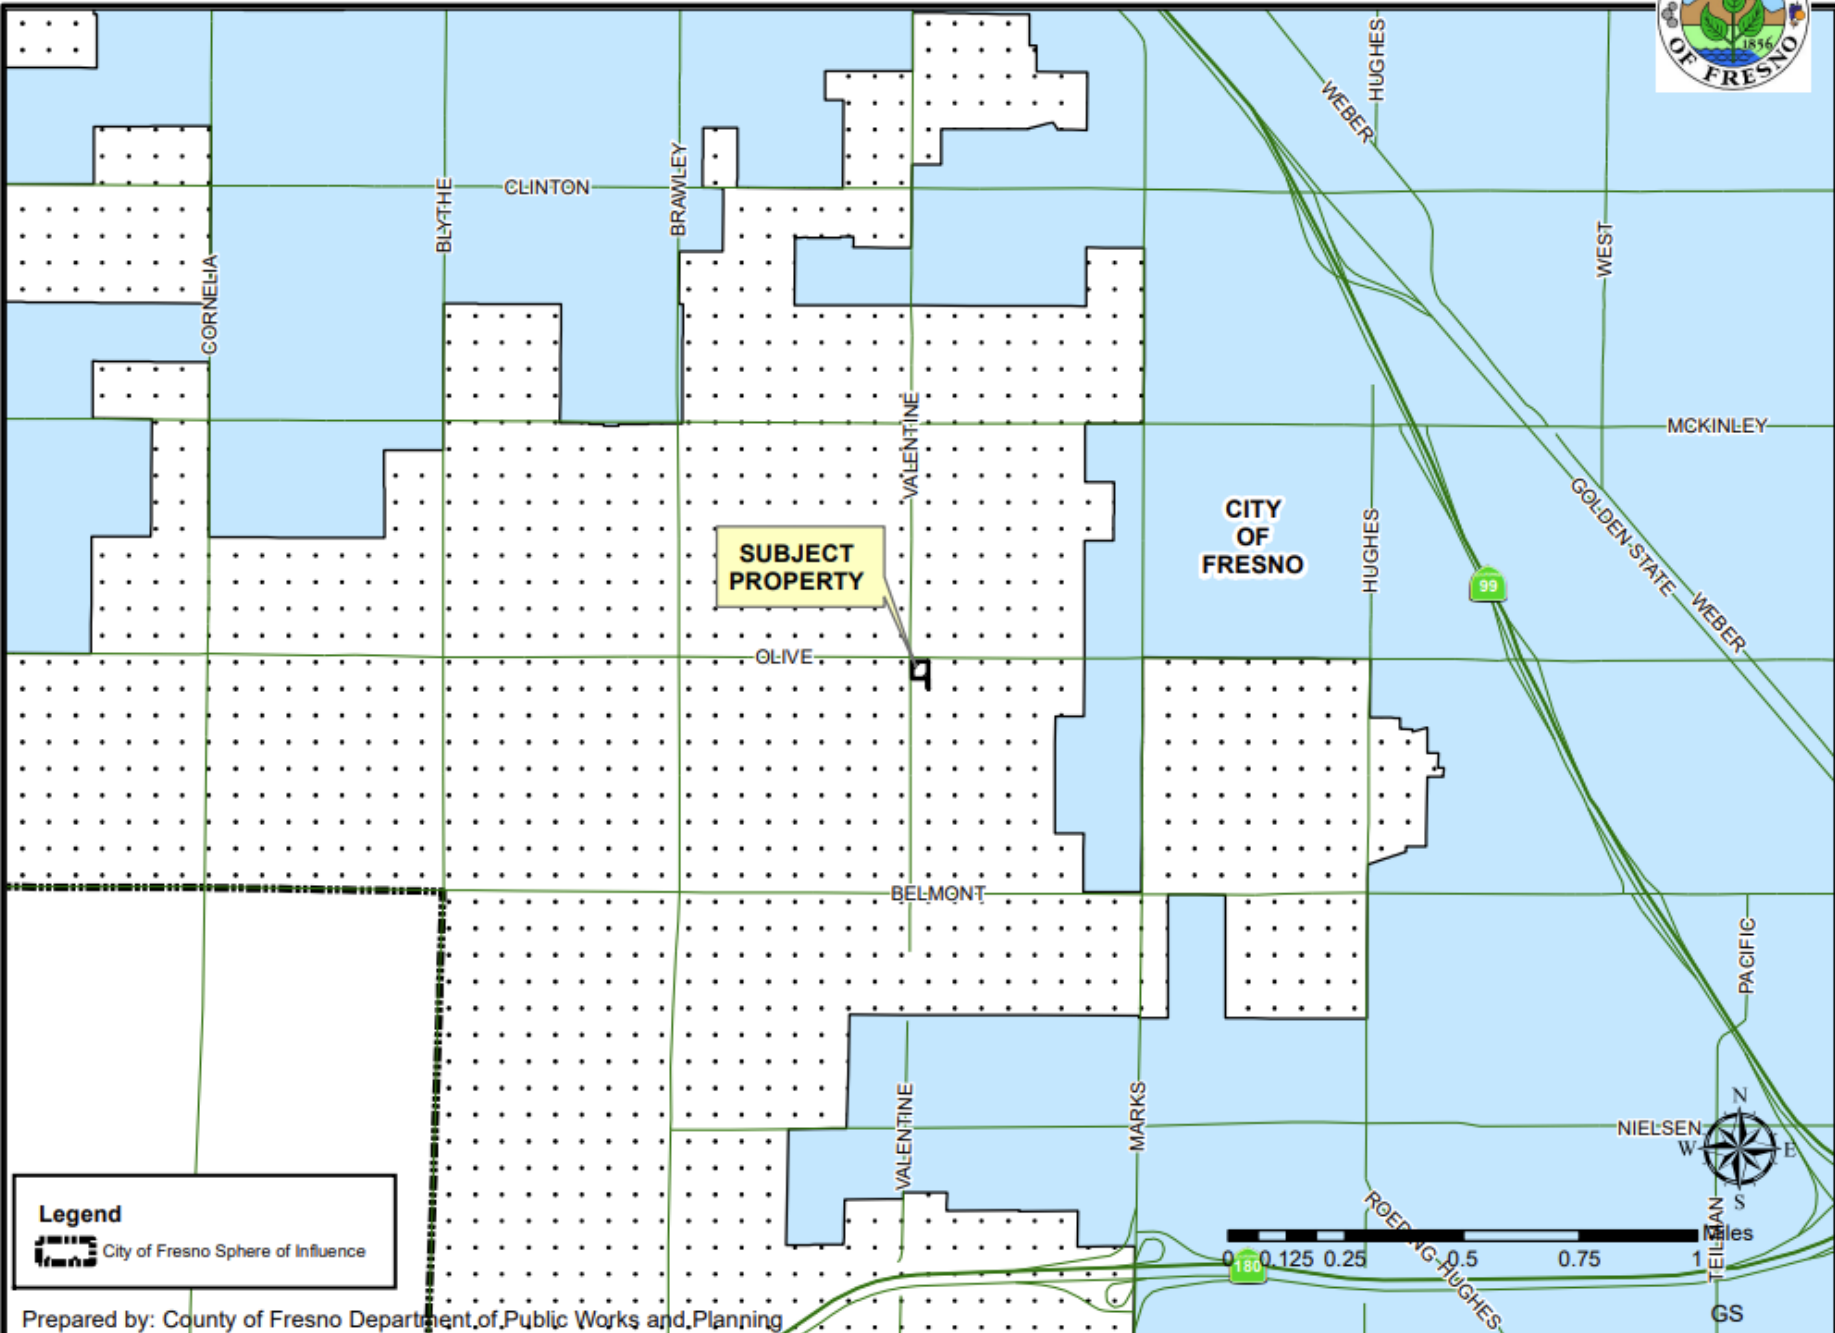 1856
OF FRESNO
HUGHES
WEBER
CLINTON
BLYTHE
BRAWLEY
WEST
CORNELIA
VALENTINE
MCKINLEY
CITY
OF
FRESNO
HUGHES
GOLDEN STATE
SUBJECT
PROPERTY
99
WEBER
OLIVE
BELMONT
PACIFIC
VALENTINE
MARKS
NIELSEN
N
W
E
S
Legend
City of Fresno Sphere of Influence
ROEDING
HUGHES
TEILMAN
Miles
0 0.125 0.25 0.5 0.75 1
180
GS
Prepared by: County of Fresno Department of Public Works and Planning